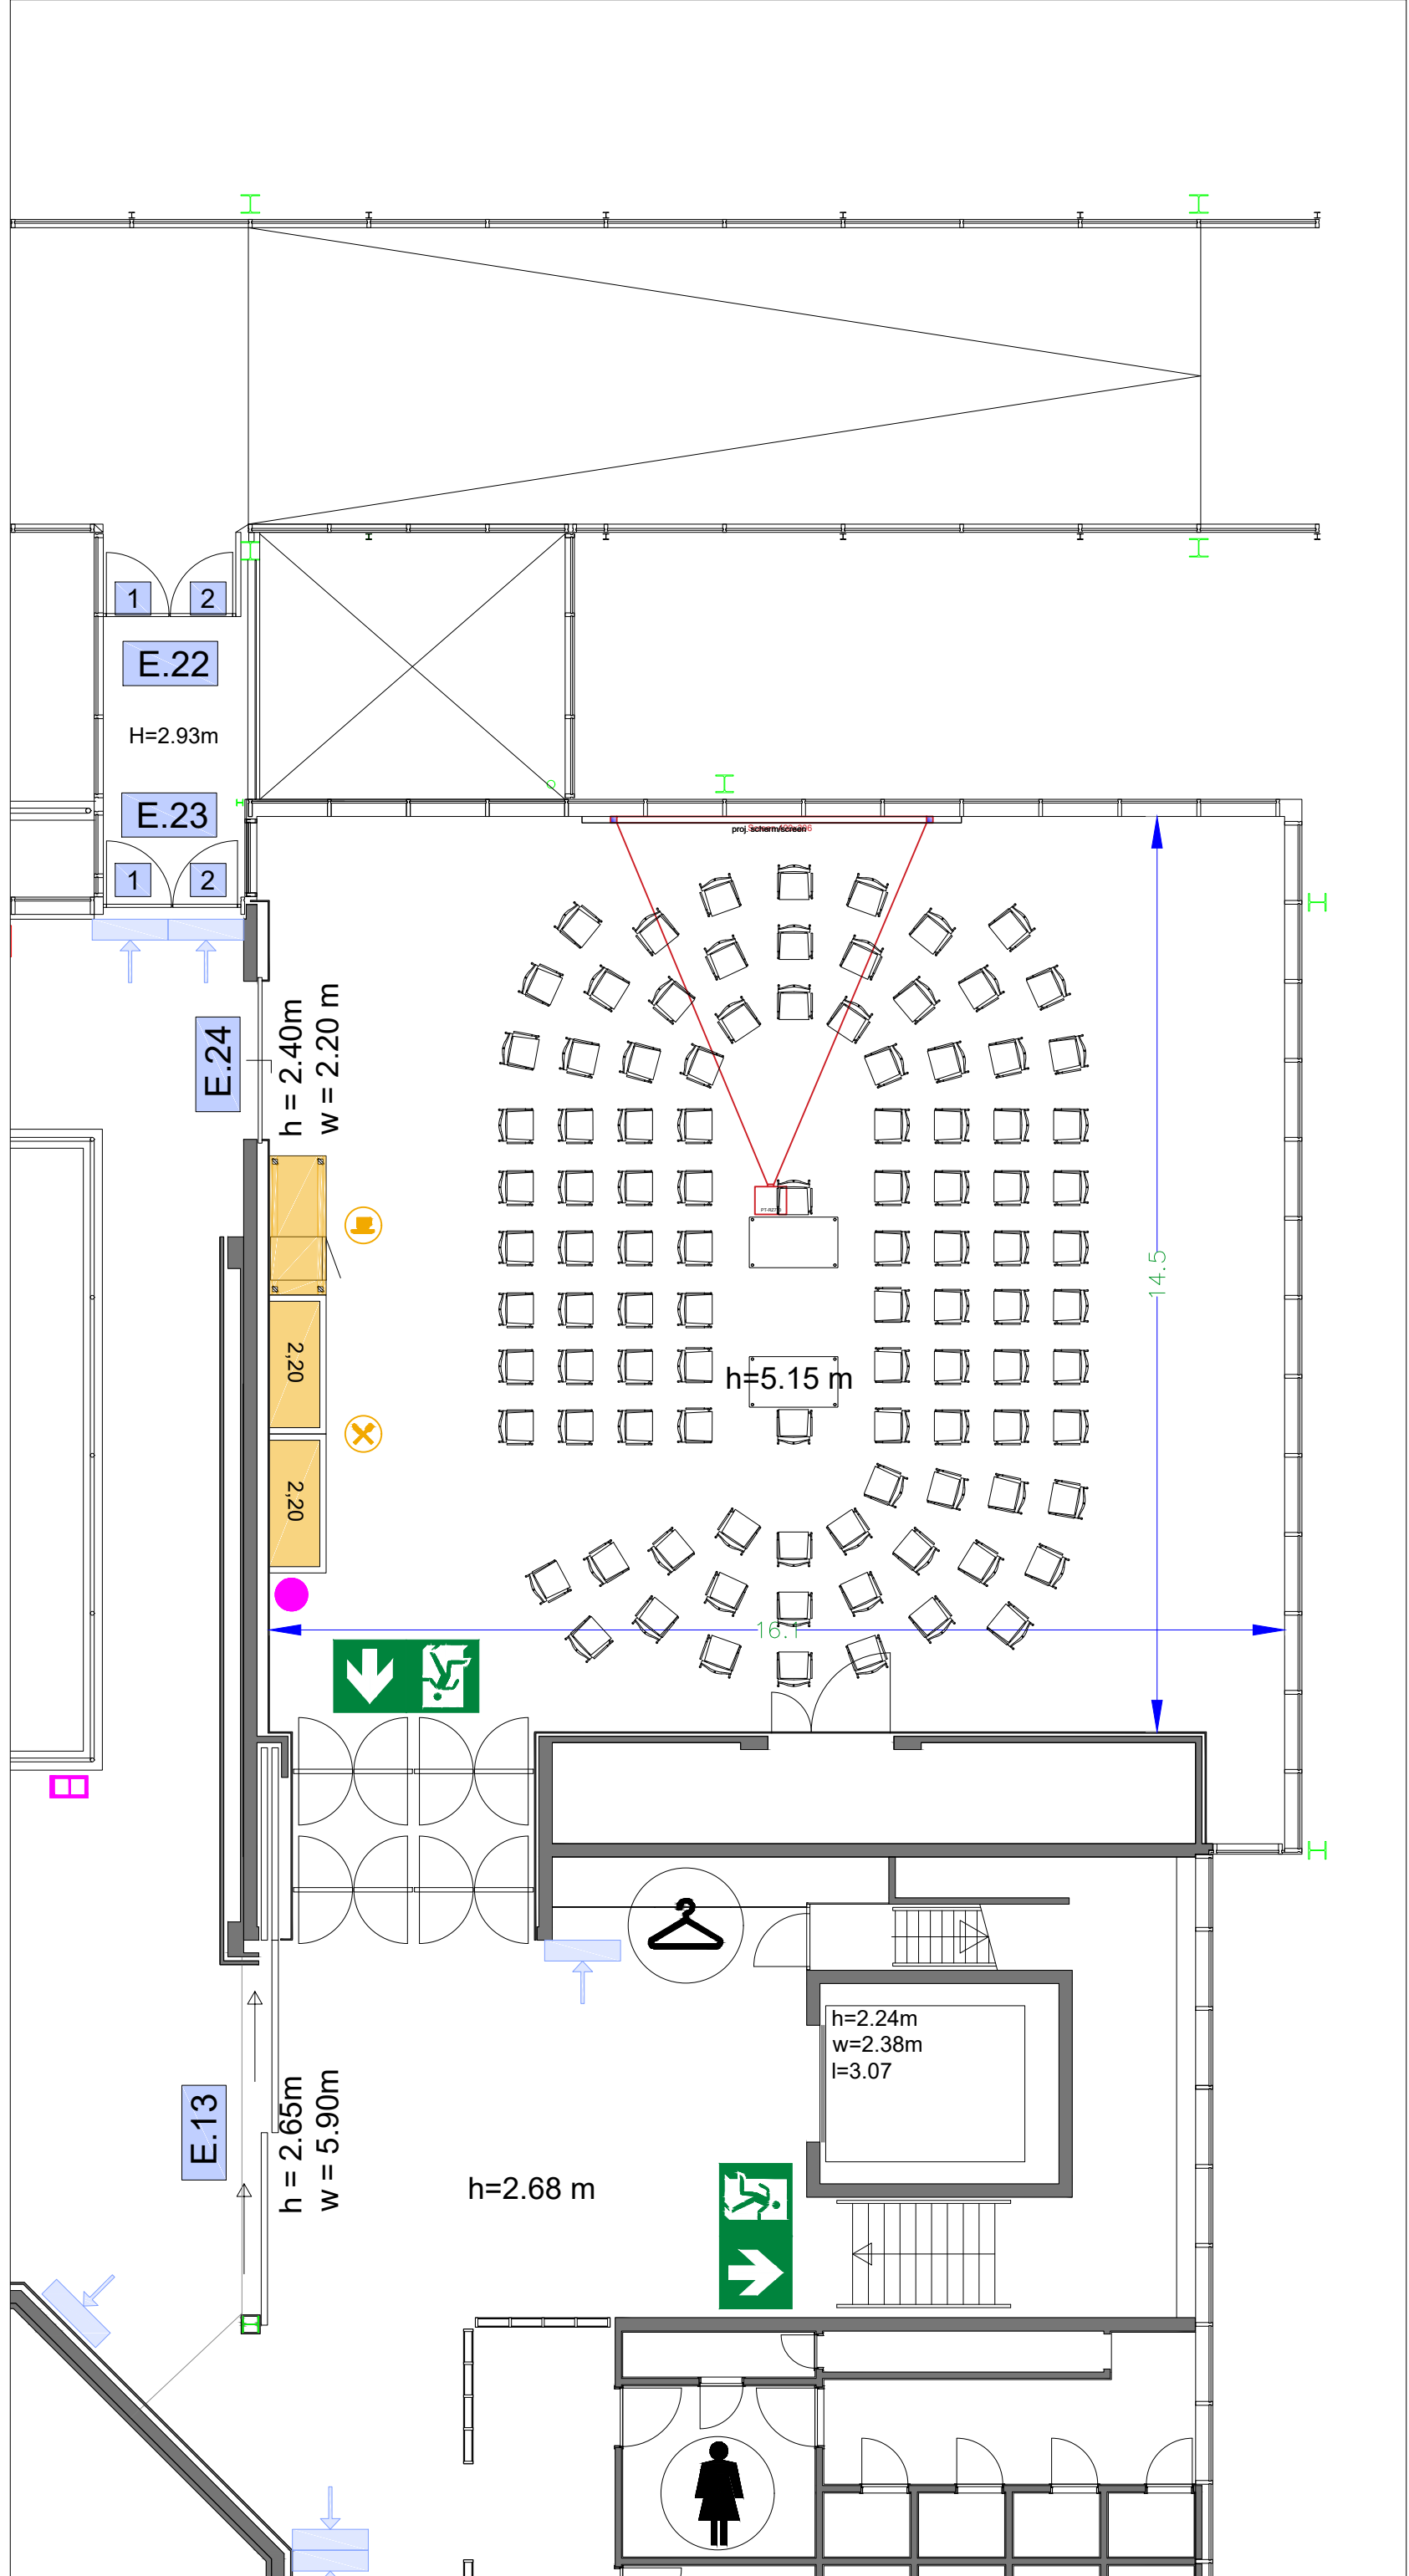 1
2
E.22
H=2.93m
E.23
1
2
proj. scherm/screen
E.24
h = 2.40m
w = 2.20 m
2,20
2,20
14.5
h=5.15 m
16.1
h=2.24m
w=2.38m
l=3.07
E.13
h = 2.65m
w = 5.90m
h=2.68 m